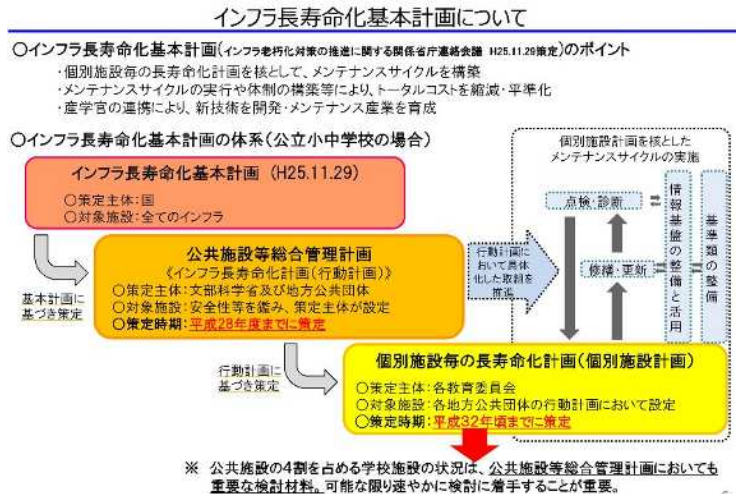 インフラ長寿命化基本計画について
○インフラ長寿命化基本計画(インフラ老朽化対策の推進に関する関係省庁連絡会議 H25.11.29策定)のポイント
・個別施設毎の長寿命化計画を核として、メンテナンスサイクルを構築
・メンテナンスサイクルの実行や体制の構築等により、トータルコストを縮減・平準化
・産学官の連携により、新技術を開発・メンテナンス産業を育成
○インフラ長寿命化基本計画の体系(公立小中学校の場合)
インフラ長寿命化基本計画 (H25.11.29)
○策定主体:国
○対象施設:全てのインフラ
基本計画に
基づき策定
公共施設等総合管理計画
《インフラ長寿命化計画(行動計画)》
○策定主体:文部科学省及び地方公共団体
○対象施設:安全性等を鑑み、策定主体が設定
○策定時期:平成28年度までに策定
行動計画に
おいて具体
化した取組を
推進
個別施設計画を核とした
メンテナンスサイクルの実施
点検・診断
修繕・更新
情報基盤の整備と活用
基準類の整備
行動計画に
基づき策定
個別施設毎の長寿命化計画(個別施設計画)
○策定主体:各教育委員会
○対象施設:各地方公共団体の行動計画において設定
○策定時期:平成32年頃までに策定
※ 公共施設の4割を占める学校施設の状況は、公共施設等総合管理計画においても
重要な検討材料。可能な限り速やかに検討に着手することが重要。